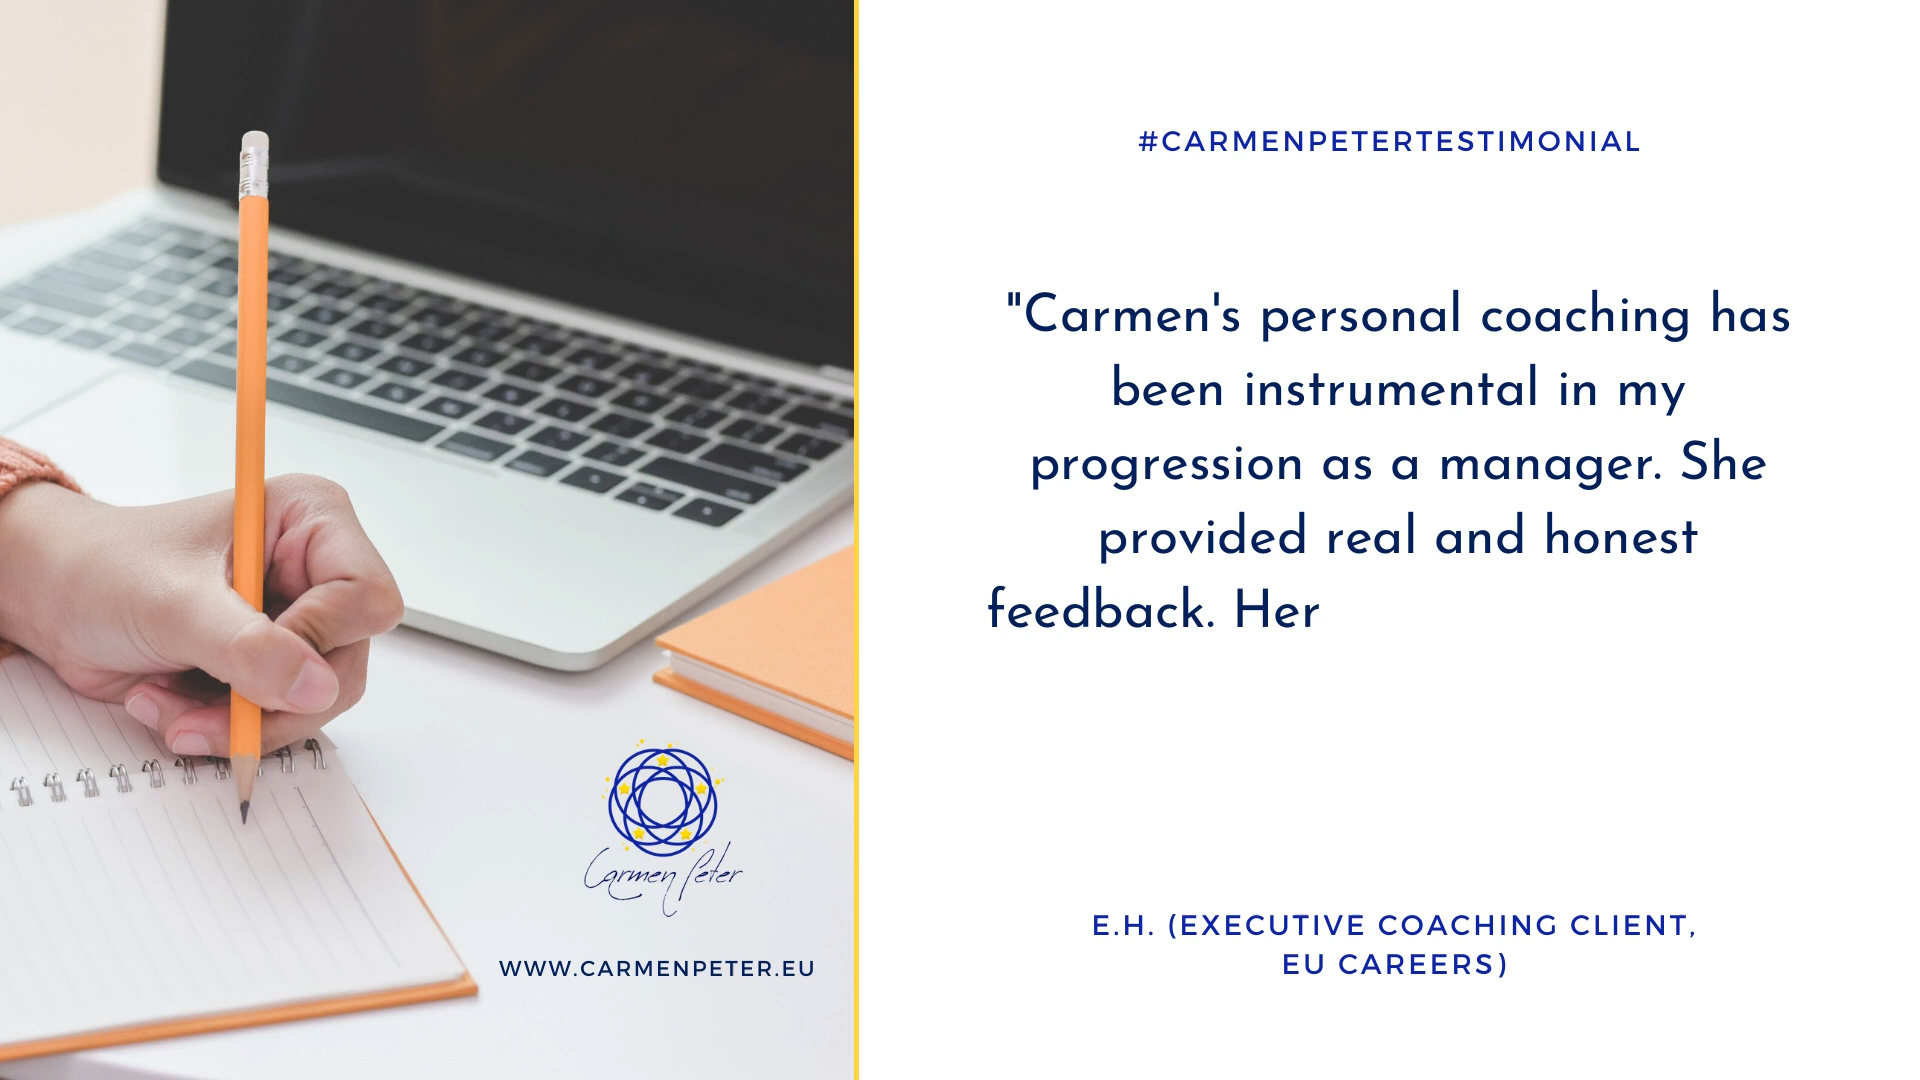 #CARMENPETERTESTIMONIAL
"Carmen's personal coaching has
been instrumental in my
progression as a manager. She
provided real and honest
feedback. Her
E.H. (EXECUTIVE COACHING CLIENT,
EU CAREERS)
Carmen Peter
WWW.CARMENPETER.EU